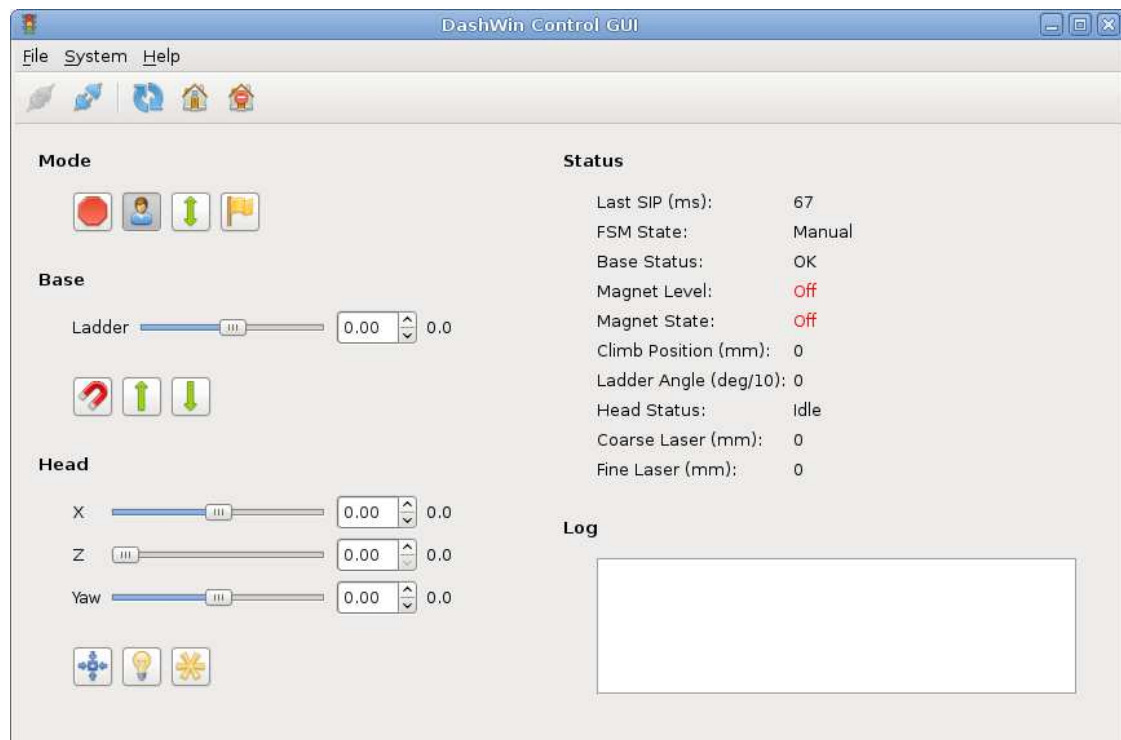 DashWin Control GUI
File System Help
Mode
Base
Ladder 0.00 0.0
Head
X 0.00 0.0
Z 0.00 0.0
Yaw 0.00 0.0
Status
Last SIP (ms): 67
FSM State: Manual
Base Status: OK
Magnet Level: Off
Magnet State: Off
Climb Position (mm): 0
Ladder Angle (deg/10): 0
Head Status: Idle
Coarse Laser (mm): 0
Fine Laser (mm): 0
Log